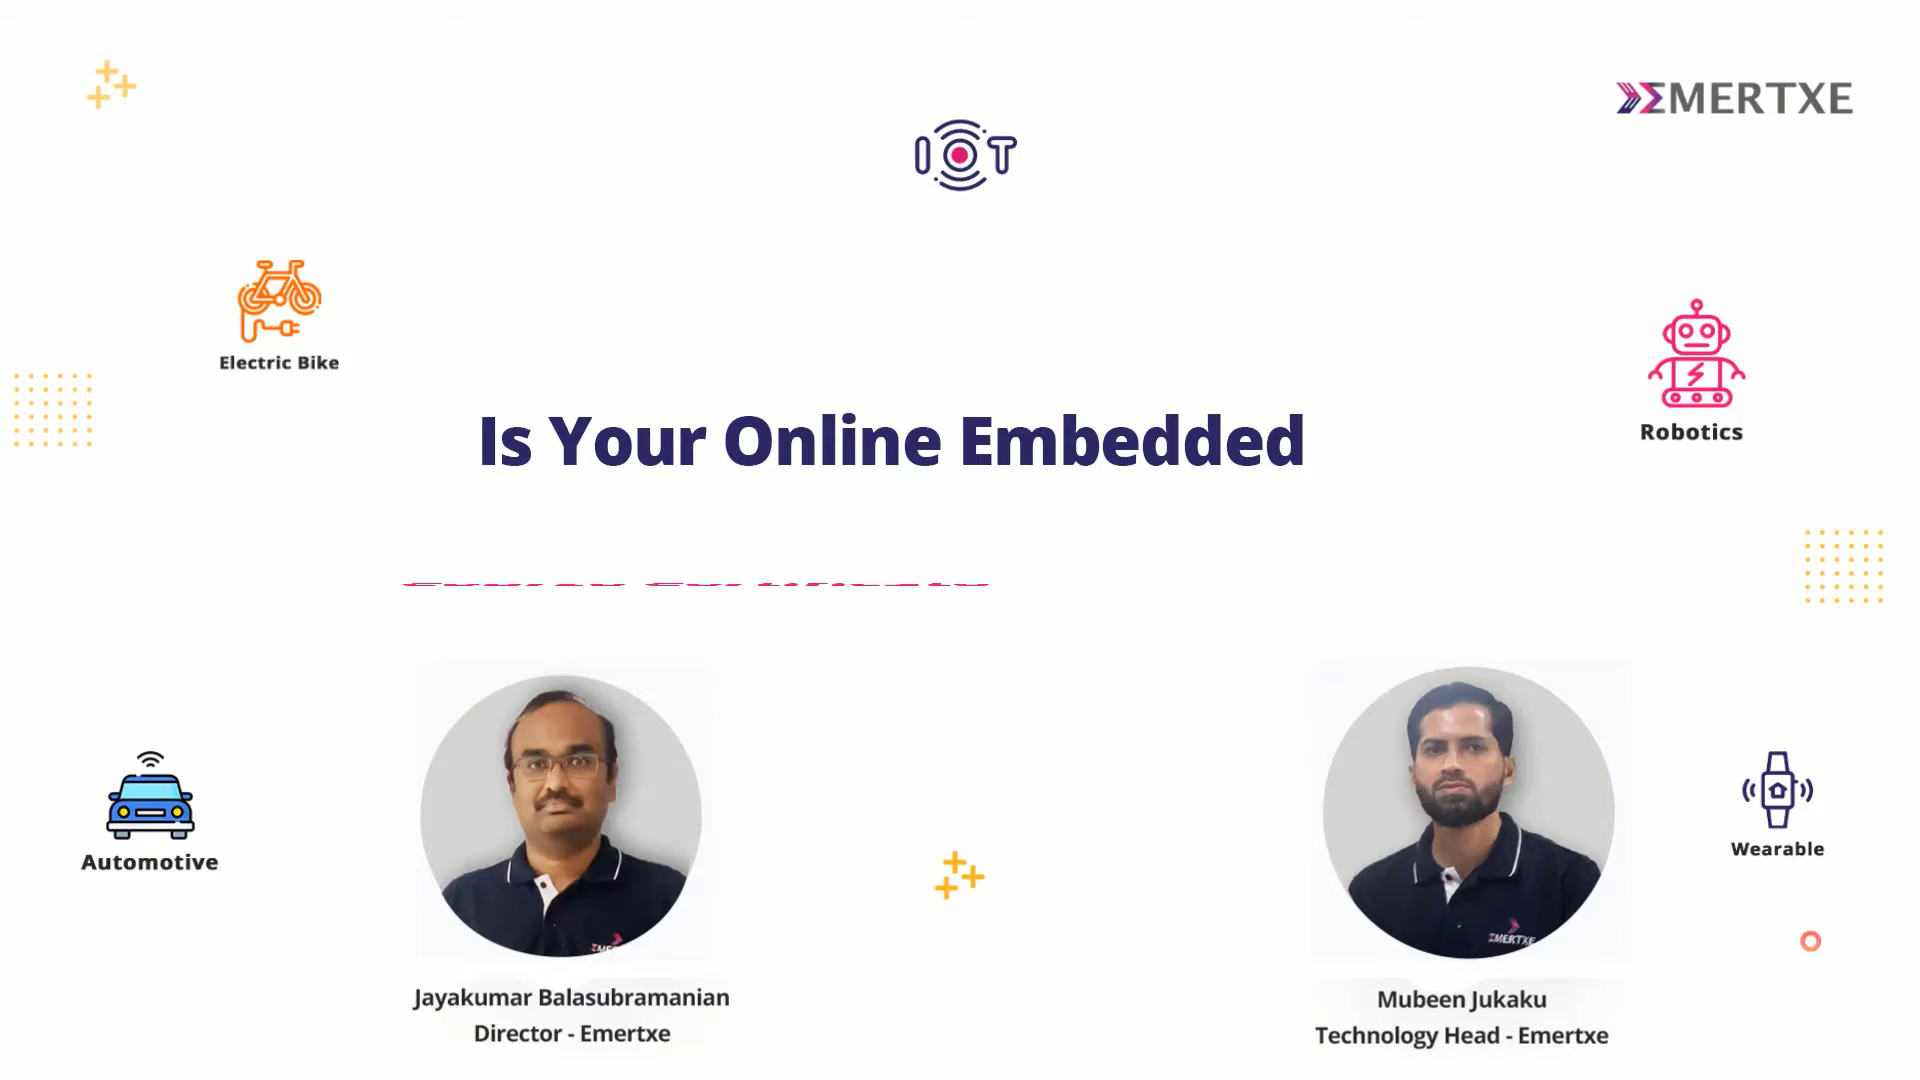 EMERTXE
IOT
Electric Bike
Robotics
Is Your Online Embedded
Automotive
Wearable
EMERTXE
Jayakumar Balasubramanian
Director - Emertxe
Mubeen Jukaku
Technology Head - Emertxe